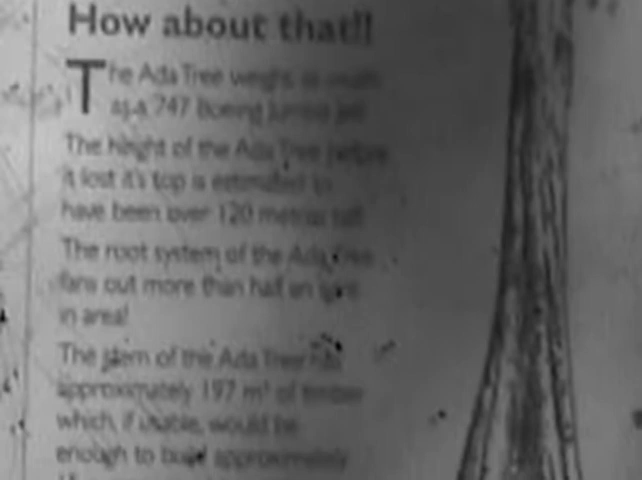 How about that!!
The Ada Tree weighs as much
as a 747 Boeing Jumbo jet!
The height of the Ada Tree before
it lost it's top is estimated to
have been over 120 metres tall
The root system of the Ada Tree
fans out more than half an acre
in area!
The stem of the Ada Tree has
approximately 197 m³ of timber
which, if usable, would be
enough to build approximately